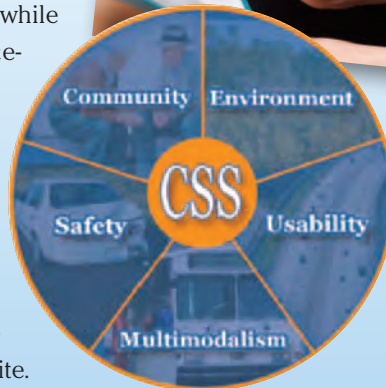 while
e-
Community
Environment
CSS
Safety
Usability
Multimodalism
ite.